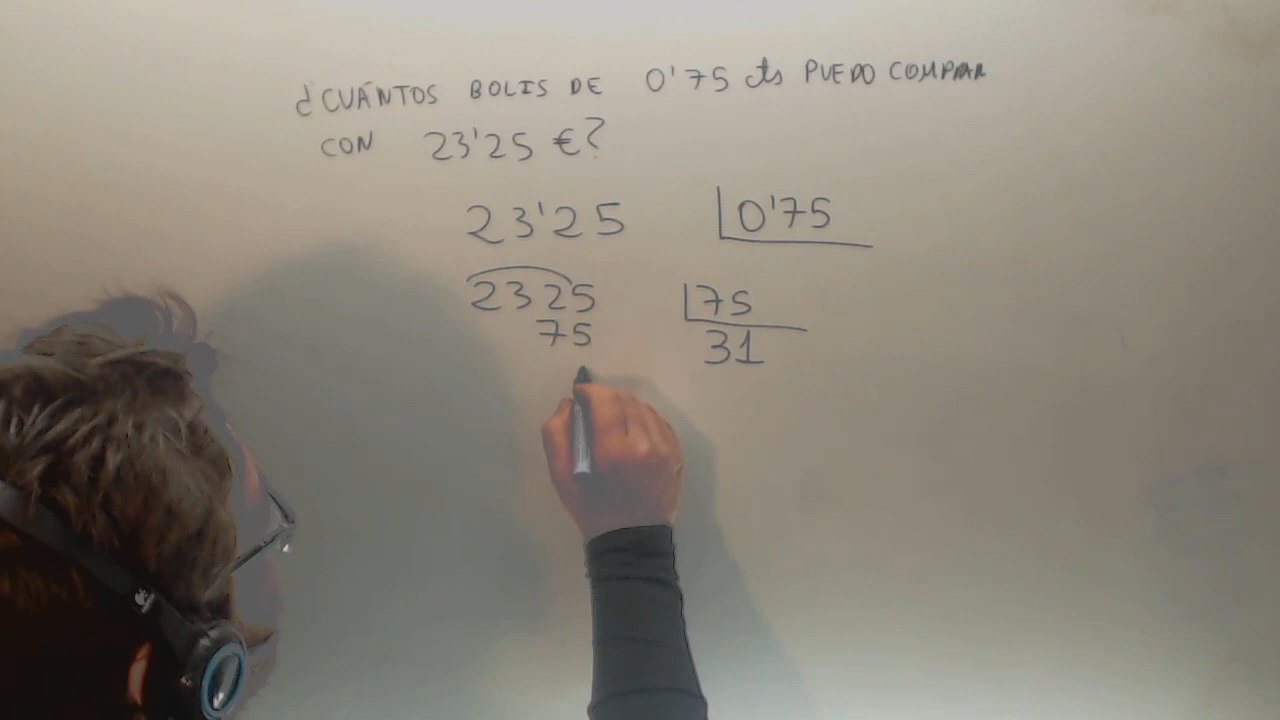 ¿CUÁNTOS BOLIS DE 0'75 cts PUEDO COMPRAR
CON 23'25 €?
23'25 0'75
2325 75
75 31